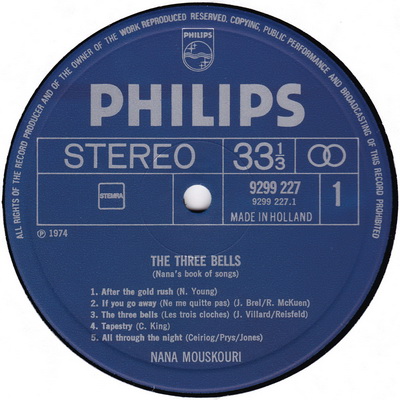 ALL RIGHTS OF THE RECORD PRODUCER AND OF THE OWNER OF THE WORK REPRODUCED RESERVED. COPYING, PUBLIC PERFORMANCE AND BROADCASTING OF THIS RECORD PROHIBITED
PHILIPS
PHILIPS
STEREO 33 1/3
STEMRA
9299 227
9299 227.1
1
MADE IN HOLLAND
℗ 1974
THE THREE BELLS
(Nana's book of songs)
1. After the gold rush (N. Young)
2. If you go away (Ne me quitte pas) (J. Brel/R. McKuen)
3. The three bells (Les trois cloches) (J. Villard/Reisfeld)
4. Tapestry (C. King)
5. All through the night (Ceiriog/Prys/Jones)
NANA MOUSKOURI